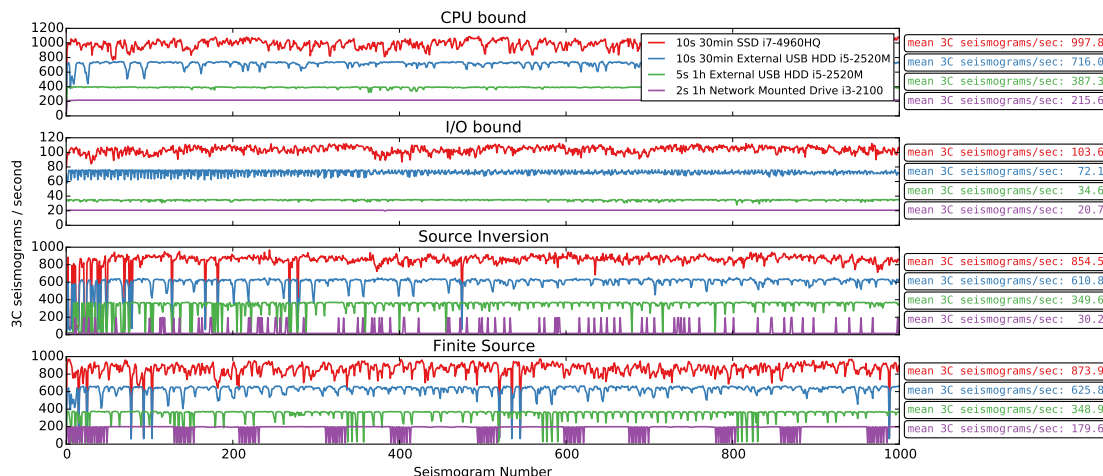 CPU bound
1200
1000
800
600
400
200
0
10s 30min SSD i7-4960HQ
10s 30min External USB HDD i5-2520M
5s 1h External USB HDD i5-2520M
2s 1h Network Mounted Drive i3-2100
mean 3C seismograms/sec: 997.8
mean 3C seismograms/sec: 716.0
mean 3C seismograms/sec: 387.3
mean 3C seismograms/sec: 215.6
I/O bound
120
100
80
60
40
20
0
mean 3C seismograms/sec: 103.6
mean 3C seismograms/sec: 72.1
mean 3C seismograms/sec: 34.6
mean 3C seismograms/sec: 20.7
3C seismograms / second
Source Inversion
1000
800
600
400
200
0
mean 3C seismograms/sec: 854.5
mean 3C seismograms/sec: 610.8
mean 3C seismograms/sec: 349.6
mean 3C seismograms/sec: 30.2
Finite Source
1000
800
600
400
200
0
mean 3C seismograms/sec: 873.9
mean 3C seismograms/sec: 625.8
mean 3C seismograms/sec: 348.9
mean 3C seismograms/sec: 179.6
0 200 400 600 800 1000
Seismogram Number